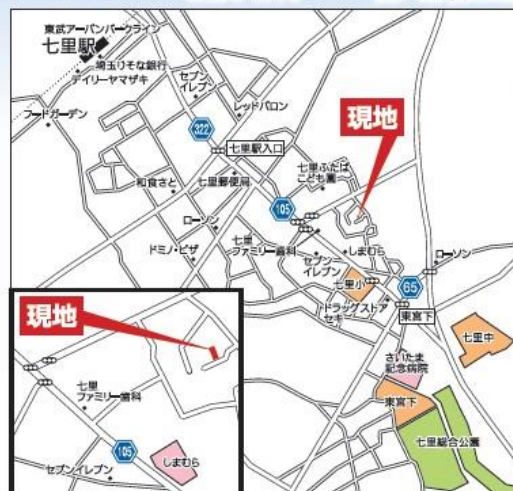 東武アーバンパークライン
七里駅
埼玉りそな銀行
デイリーヤマザキ
フードガーデン
セブン
イレブン
レッドバロン
322
七里駅入口
現地
和食さと
七里郵便局
七里ふたば
こども園
105
ローソン
ドミノ・ピザ
七里
ファミリー歯科
しまむら
セブン
イレブン
七里小
ローソン
65
ドラッグストア
セキ
東宮下
七里中
さいたま
記念病院
東宮下
七里総合公園
現地
七里
ファミリー歯科
105
しまむら
セブンイレブン